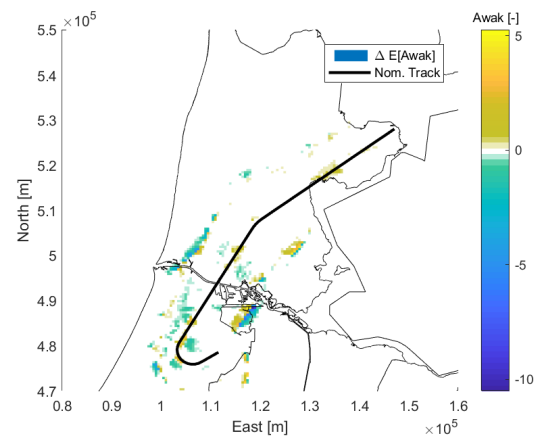 ×10⁵
Awak [-]
5.5
5.4
5.3
5.2
5.1
5
4.9
4.8
4.7
North [m]
Δ E[Awak]
Nom. Track
5
0
-5
-10
0.8 0.9 1 1.1 1.2 1.3 1.4 1.5 1.6
East [m]
×10⁵